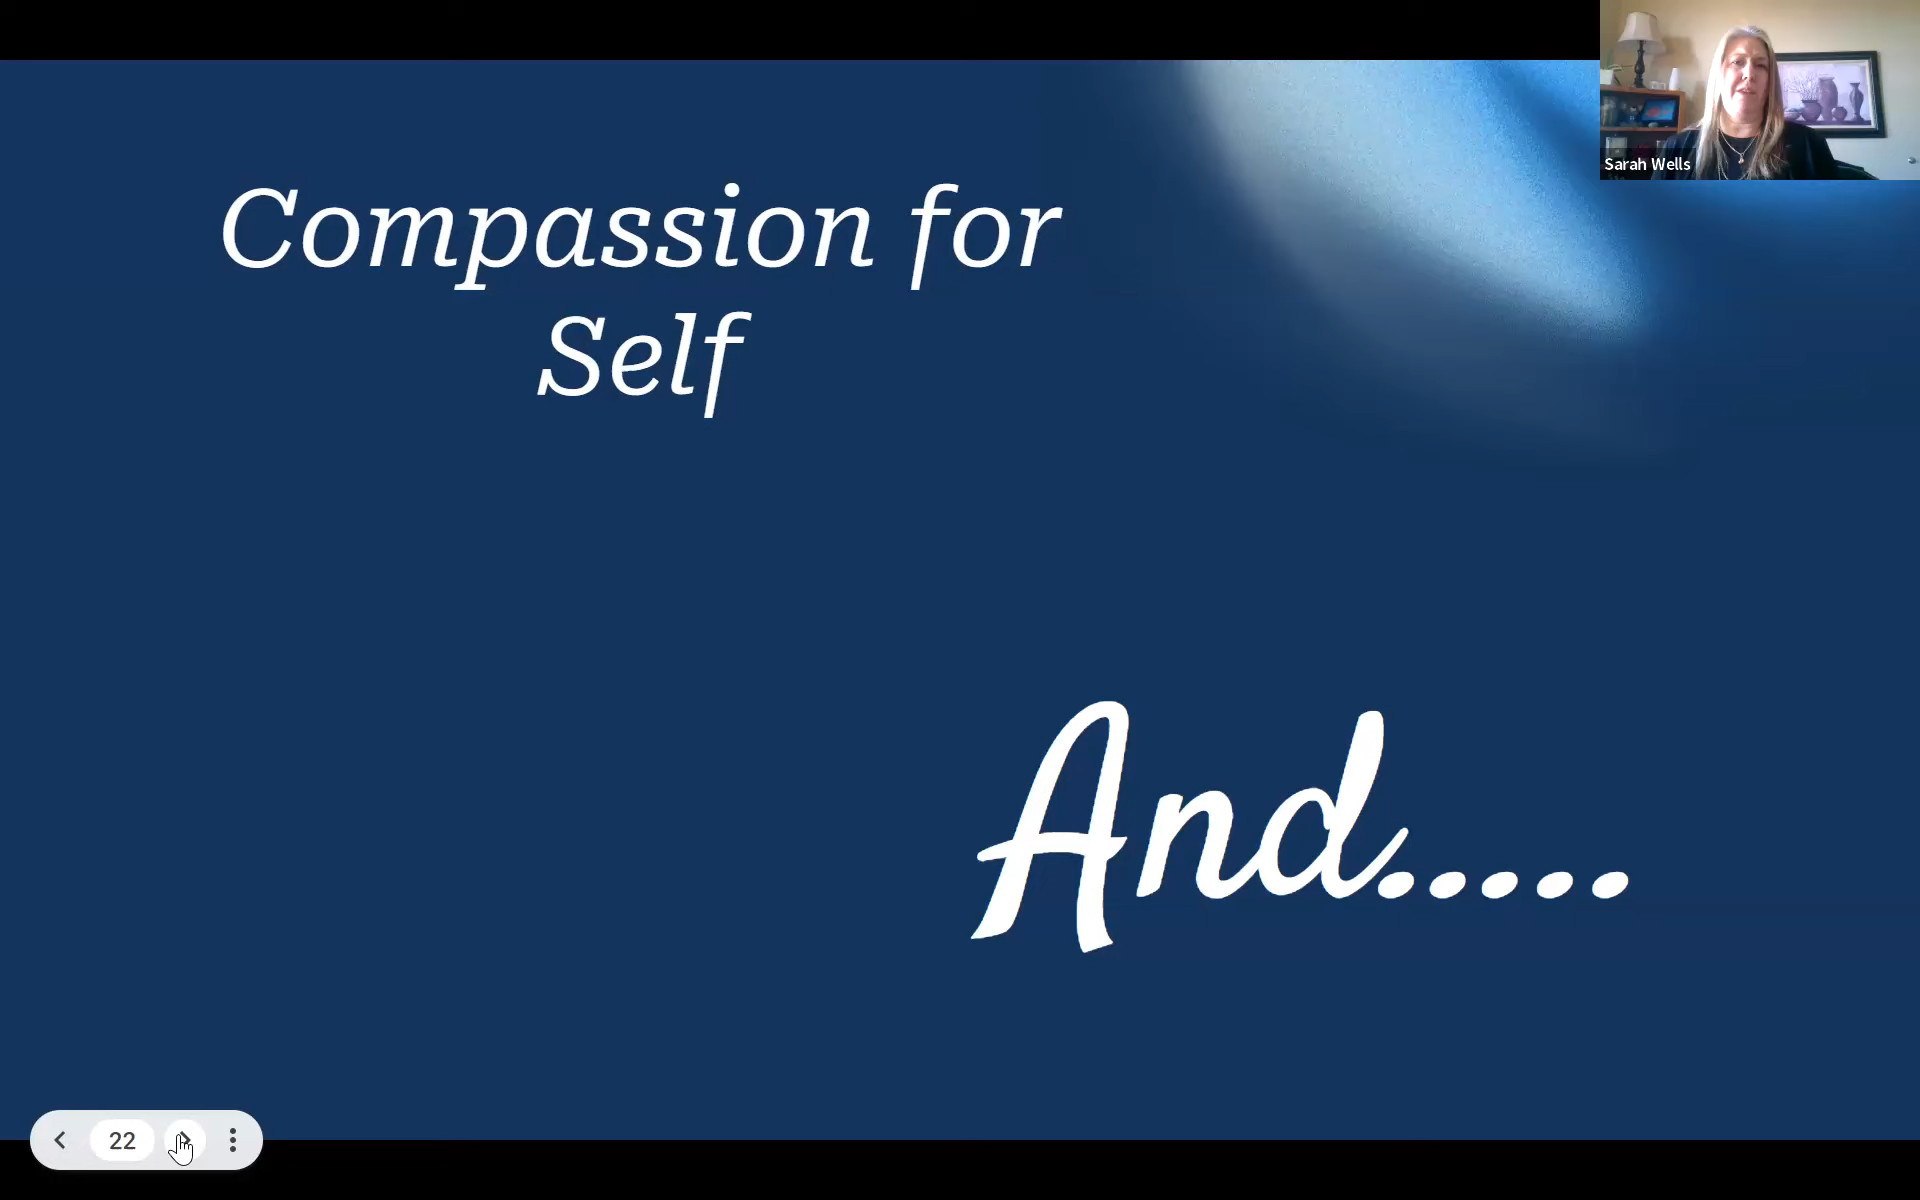 Sarah Wells
Compassion for
Self
And.....
22